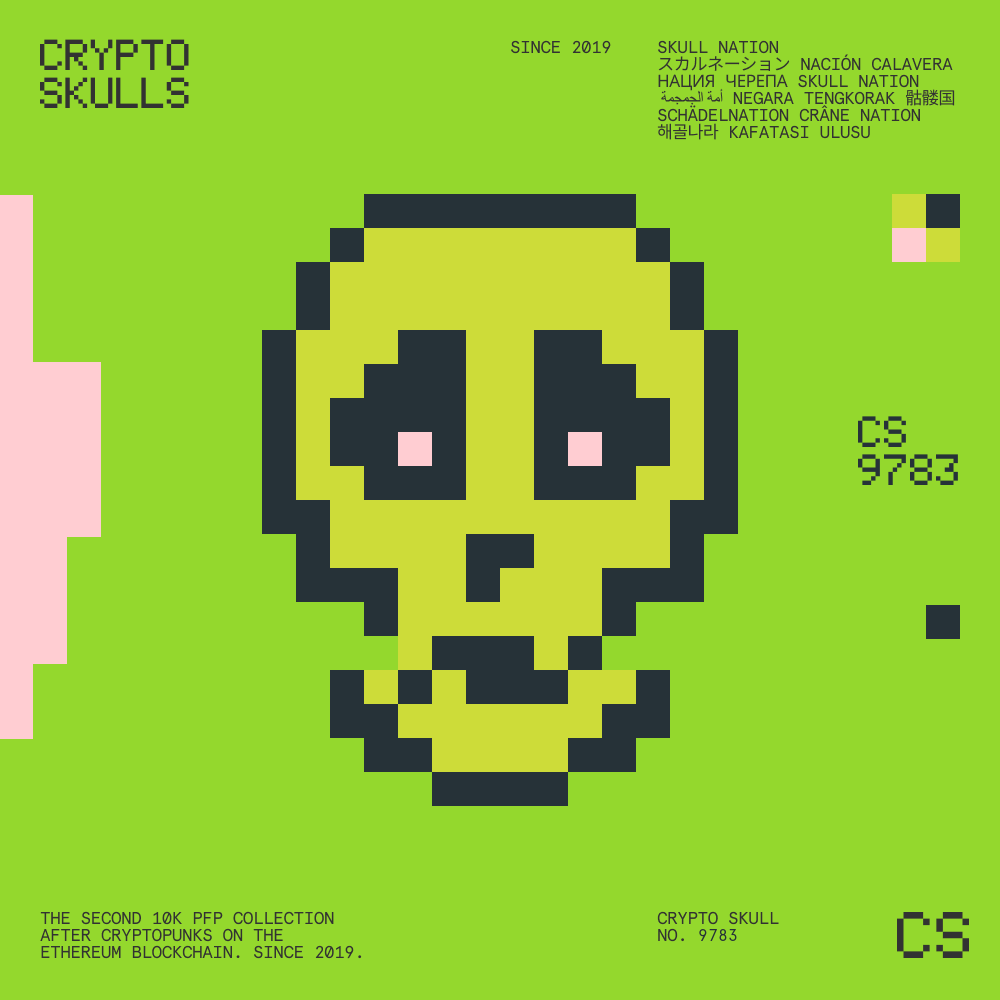 CRYPTO
SKULLS
SINCE 2019
SKULL NATION
スカルネーション NACIÓN CALAVERA
НАЦИЯ ЧЕРЕПА SKULL NATION
أمة الجمجمة NEGARA TENGKORAK 骷髅国
SCHÄDELNATION CRÂNE NATION
해골나라 KAFATASI ULUSU
CS
9783
THE SECOND 10K PFP COLLECTION
AFTER CRYPTOPUNKS ON THE
ETHEREUM BLOCKCHAIN. SINCE 2019.
CRYPTO SKULL
NO. 9783
CS